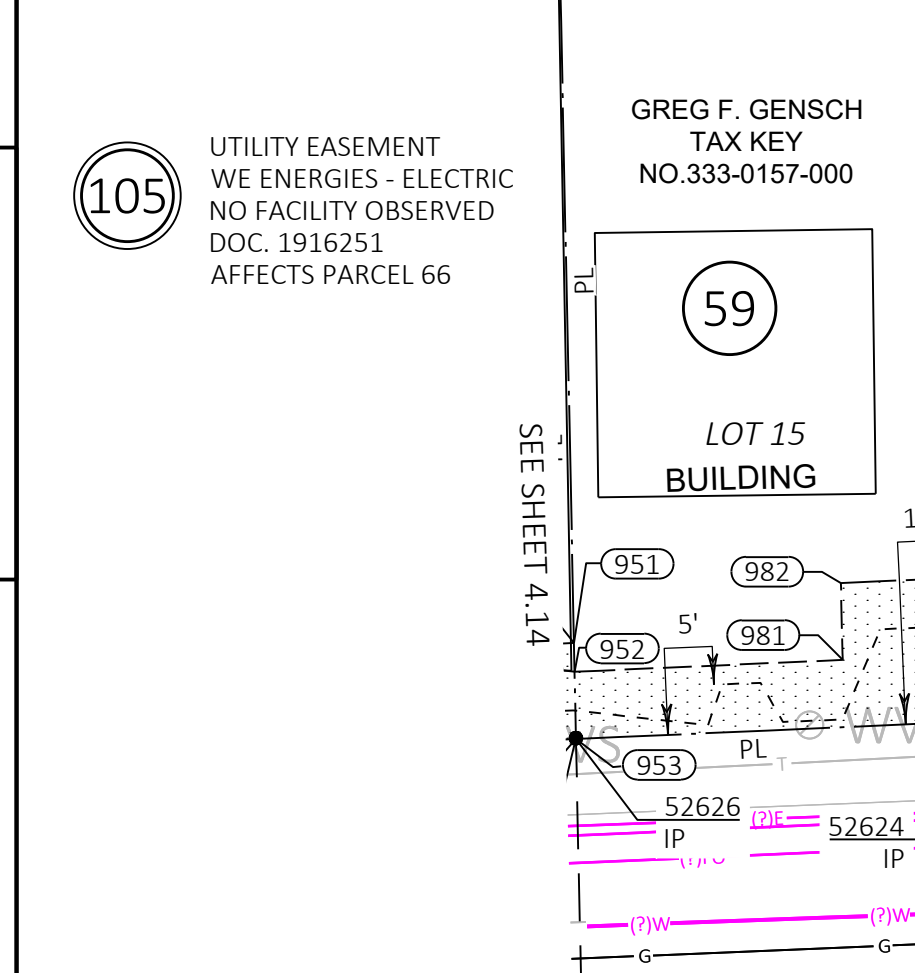 105
UTILITY EASEMENT
WE ENERGIES - ELECTRIC
NO FACILITY OBSERVED
DOC. 1916251
AFFECTS PARCEL 66
GREG F. GENSCH
TAX KEY
NO.333-0157-000
PL
59
LOT 15
BUILDING
SEE SHEET 4.14
1
951
982
952
5'
981
953
PL
T
52626
IP
(?)E
52624
IP
(?)W
(?)W
G
G